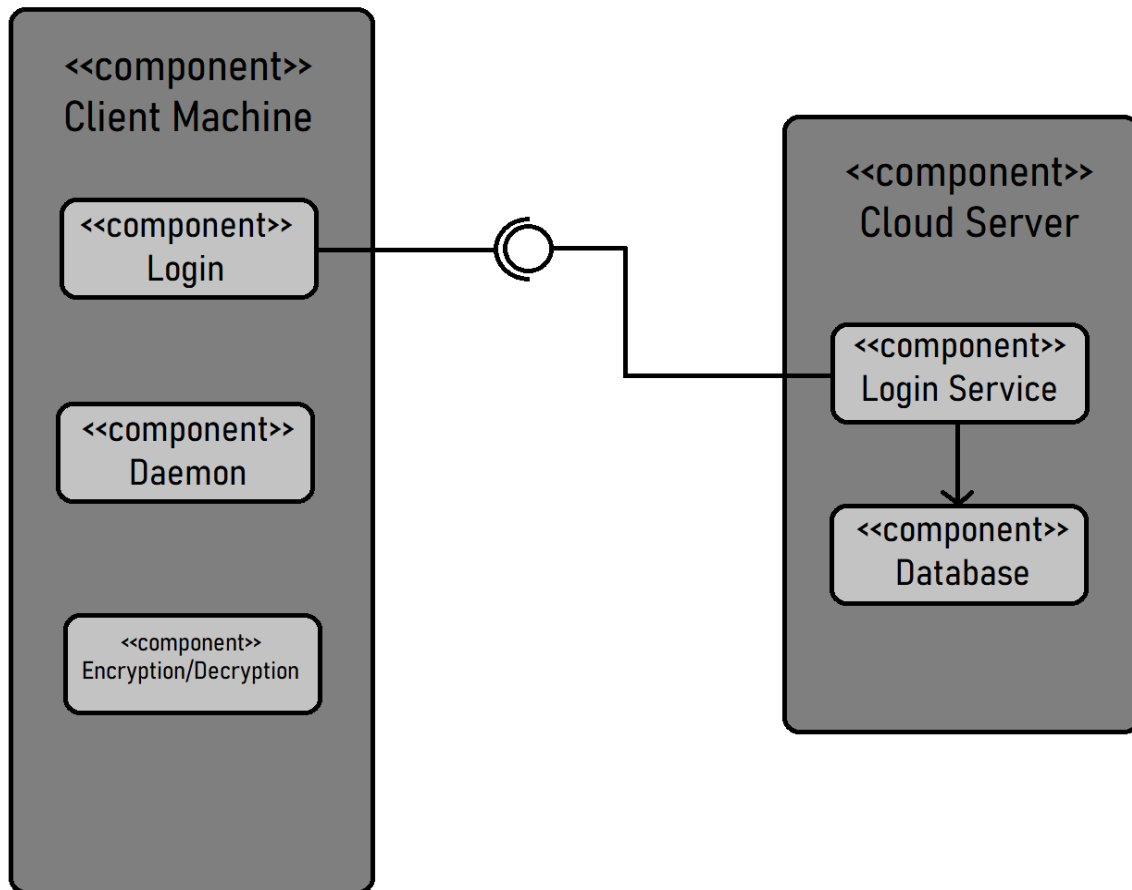 <<component>>
Client Machine
<<component>>
Login
<<component>>
Daemon
<<component>>
Encryption/Decryption
<<component>>
Cloud Server
<<component>>
Login Service
<<component>>
Database